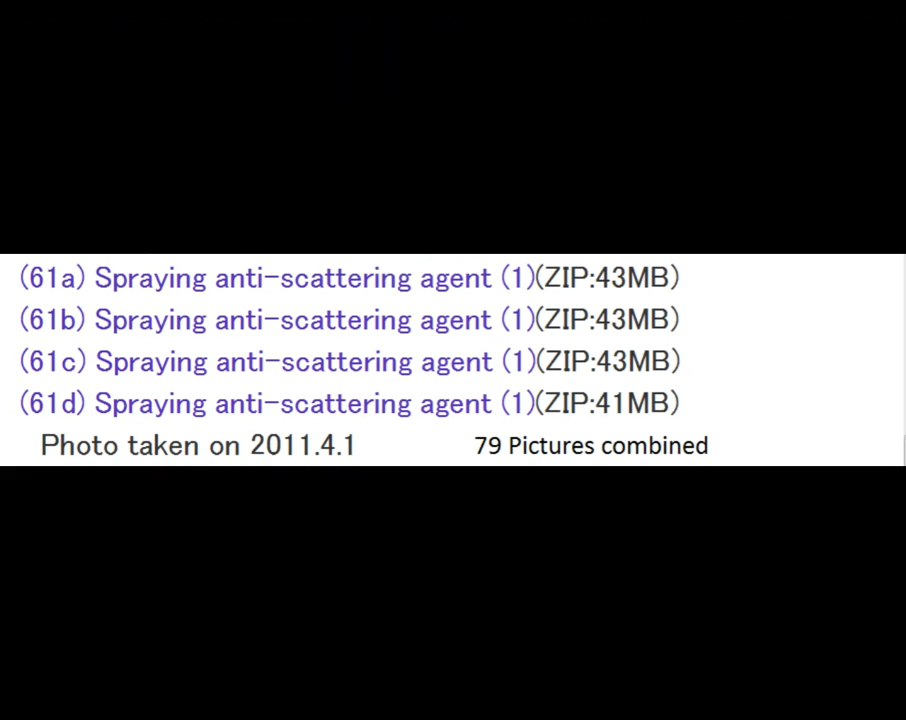 (61a) Spraying anti-scattering agent (1)(ZIP:43MB)
(61b) Spraying anti-scattering agent (1)(ZIP:43MB)
(61c) Spraying anti-scattering agent (1)(ZIP:43MB)
(61d) Spraying anti-scattering agent (1)(ZIP:41MB)
Photo taken on 2011.4.1 79 Pictures combined